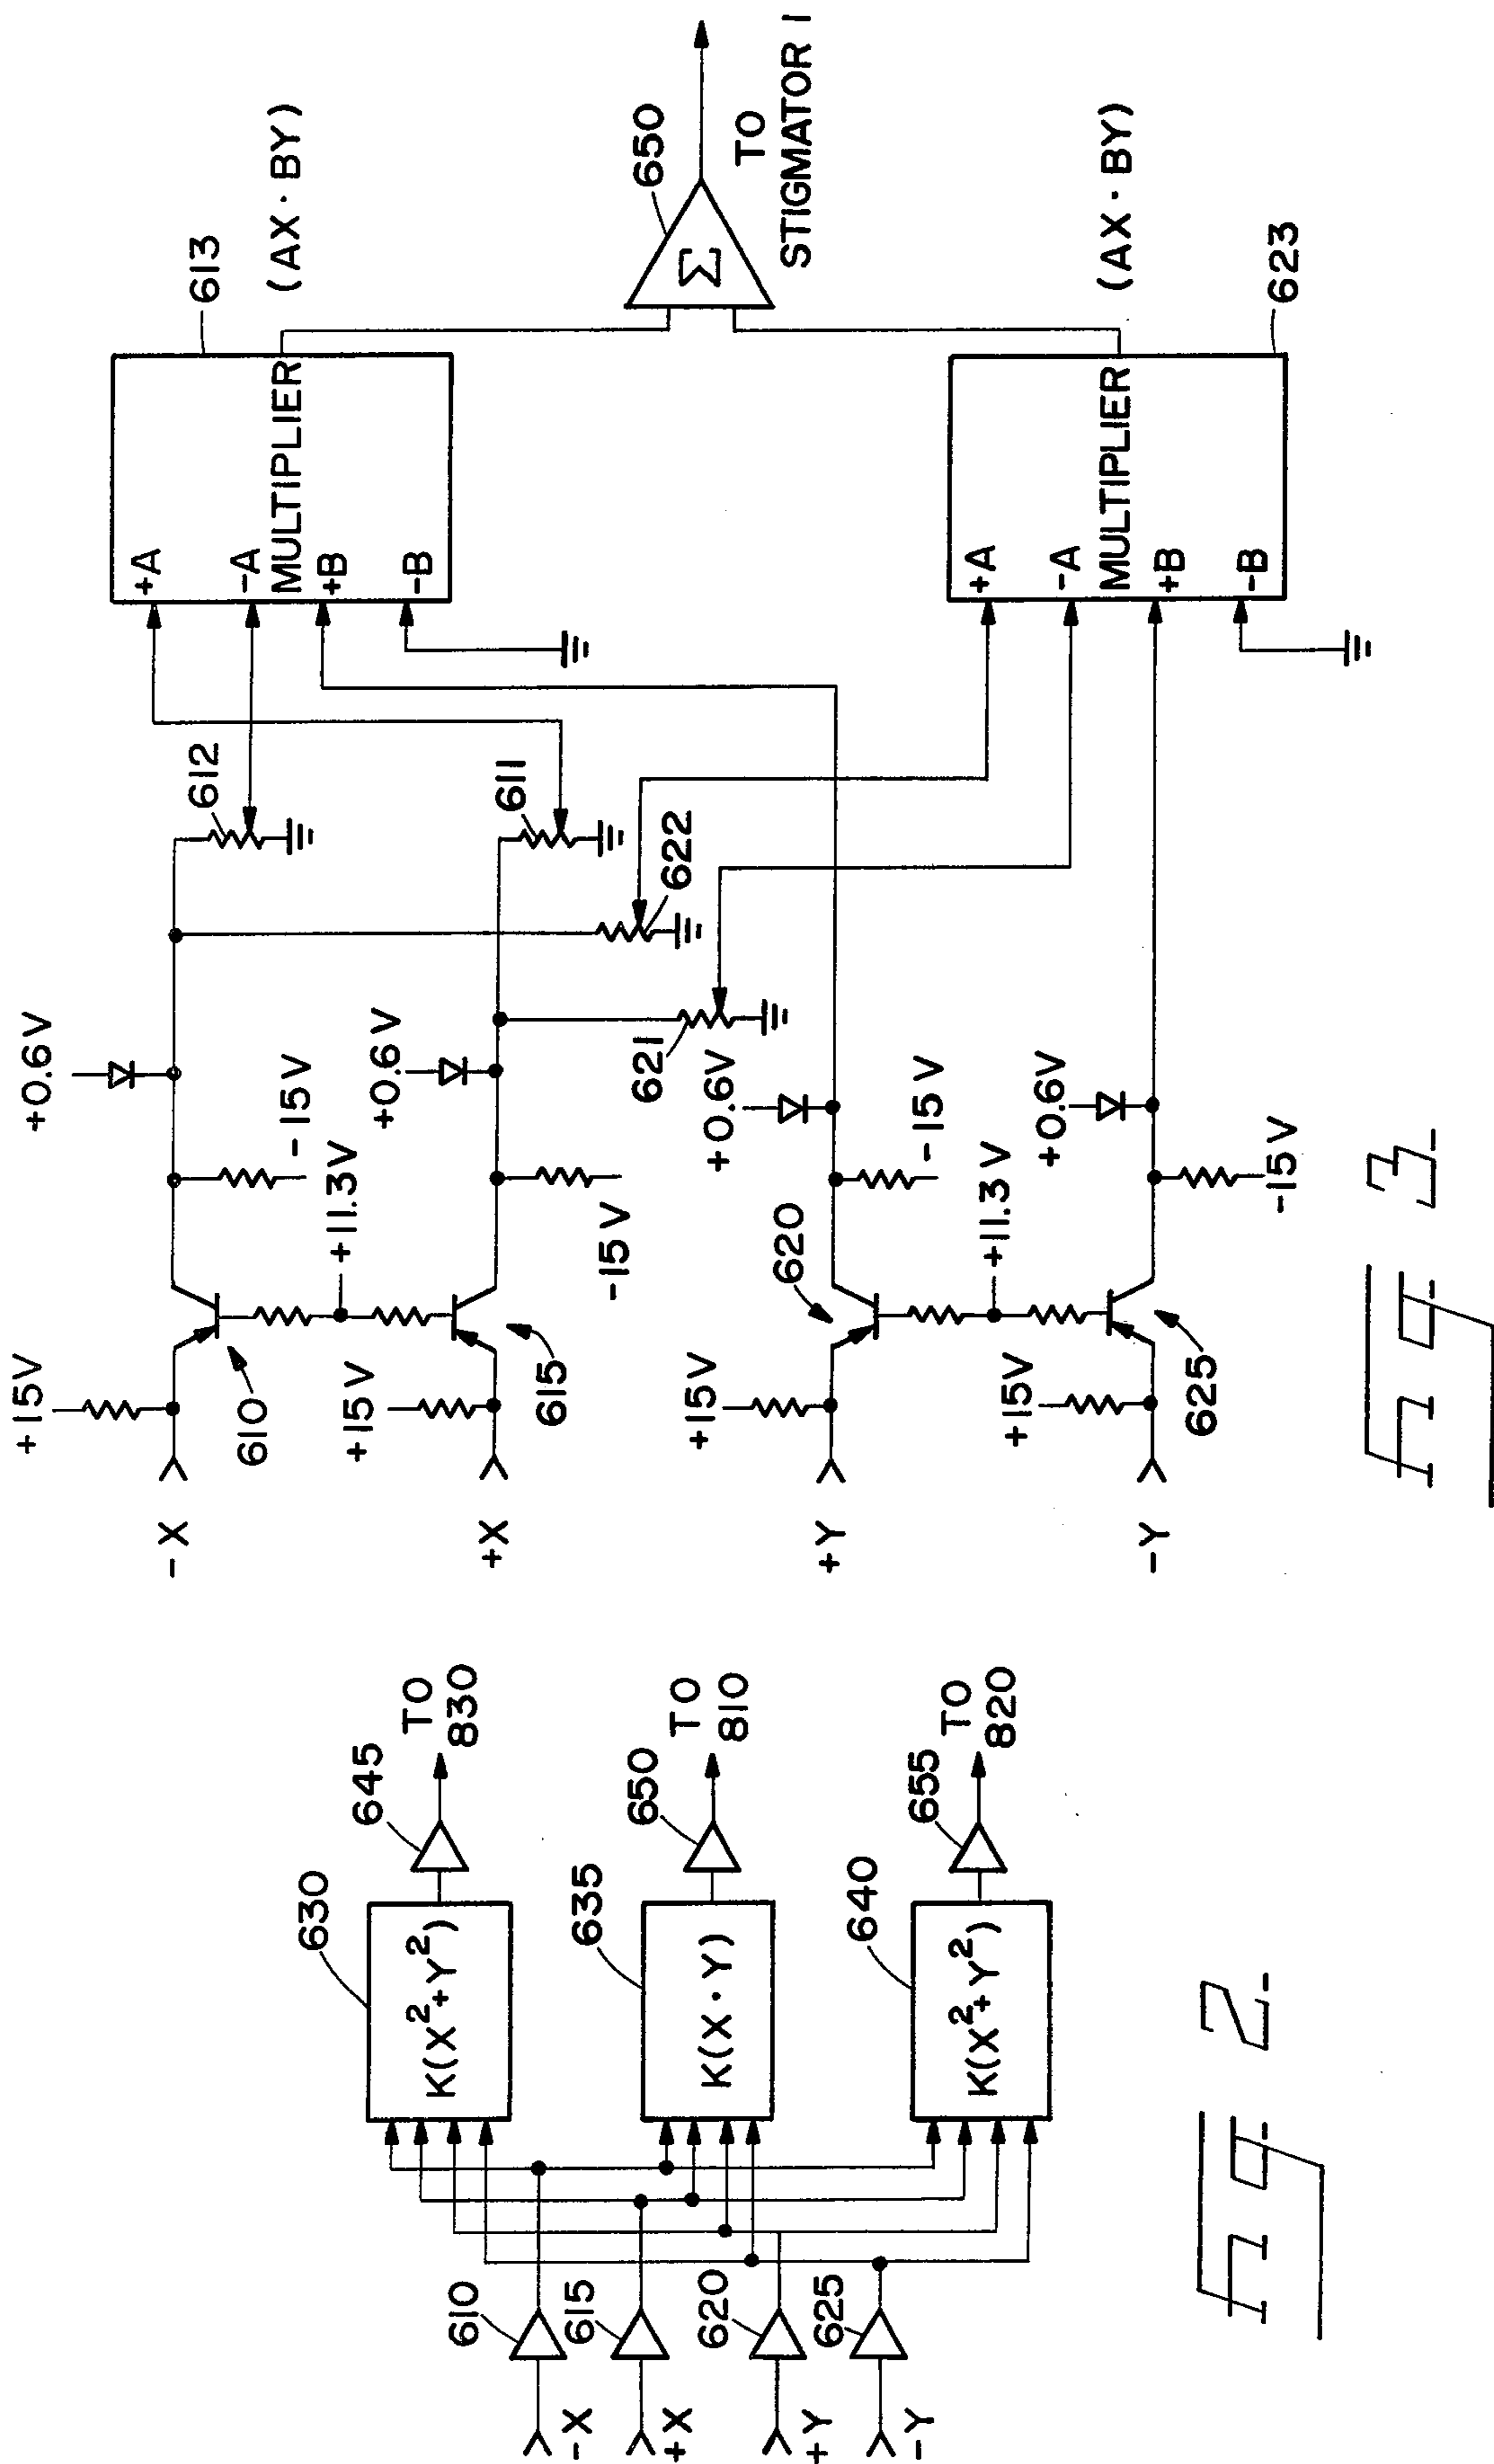 -X
+X
+Y
-Y
610
615
620
625
630
K(X²+Y²)
635
K(X·Y)
640
K(X²+Y²)
645
650
655
TO
830
TO
810
TO
820
Fig 2
-X
+X
+Y
-Y
+15V
610
+15V
615
+15V
620
+15V
625
+11.3V
+11.3V
-15V
-15V
-15V
-15V
+0.6V
+0.6V
+0.6V
+0.6V
612
611
622
621
+A
-A
MULTIPLIER
+B
-B
613
(AX·BY)
+A
-A
MULTIPLIER
+B
-B
623
(AX·BY)
650
Σ
TO
STIGMATOR 1
Fig 3